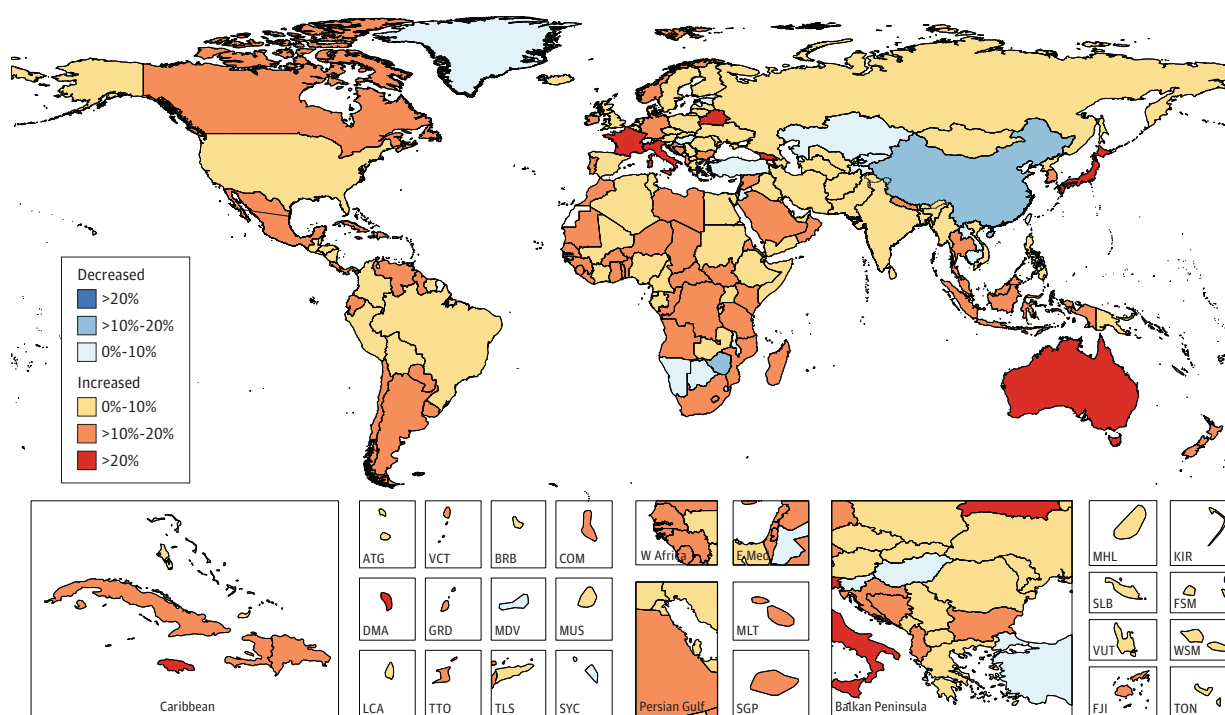 Decreased
>20%
>10%-20%
0%-10%
Increased
0%-10%
>10%-20%
>20%
Caribbean
ATG
VCT
BRB
COM
DMA
GRD
MDV
MUS
LCA
TTO
TLS
SYC
W Africa
E Med
Persian Gulf
MLT
SGP
Balkan Peninsula
MHL
KIR
SLB
FSM
VUT
WSM
FJI
TON